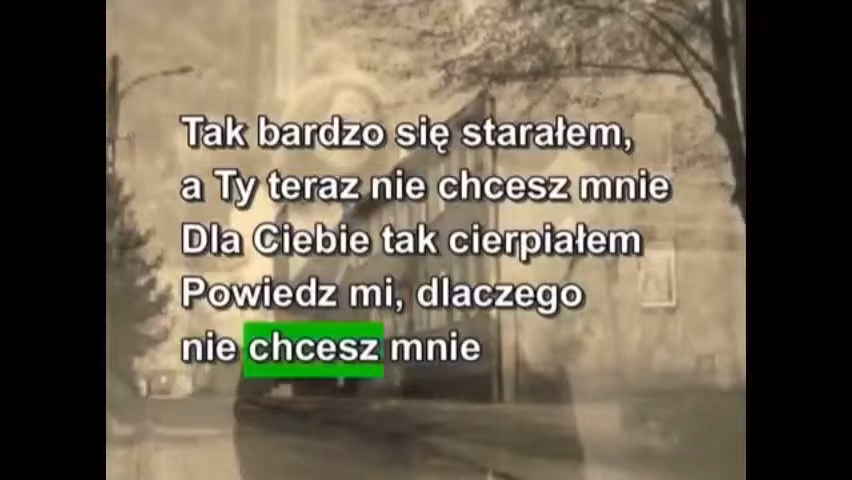 Tak bardzo się starałem,
a Ty teraz nie chcesz mnie
Dla Ciebie tak cierpiałem
Powiedz mi, dlaczego
nie chcesz mnie